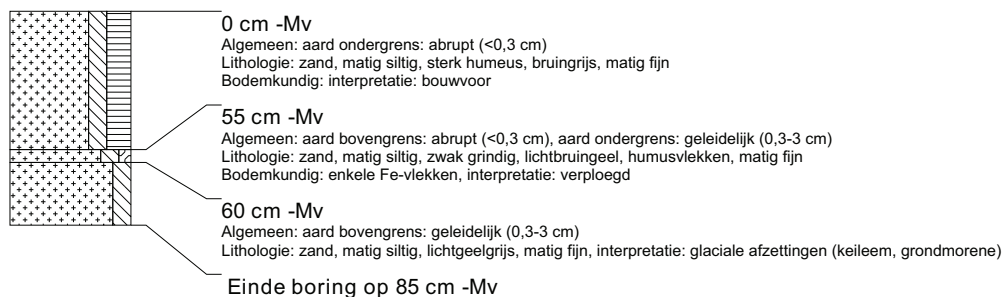 0 cm -Mv
Algemeen: aard ondergrens: abrupt (<0,3 cm)
Lithologie: zand, matig siltig, sterk humeus, bruingrijs, matig fijn
Bodemkundig: interpretatie: bouwvoor
55 cm -Mv
Algemeen: aard bovengrens: abrupt (<0,3 cm), aard ondergrens: geleidelijk (0,3-3 cm)
Lithologie: zand, matig siltig, zwak grindig, lichtbruingeel, humusvlekken, matig fijn
Bodemkundig: enkele Fe-vlekken, interpretatie: verploegd
60 cm -Mv
Algemeen: aard bovengrens: geleidelijk (0,3-3 cm)
Lithologie: zand, matig siltig, lichtgeelgrijs, matig fijn, interpretatie: glaciale afzettingen (keileem, grondmorene)
Einde boring op 85 cm -Mv